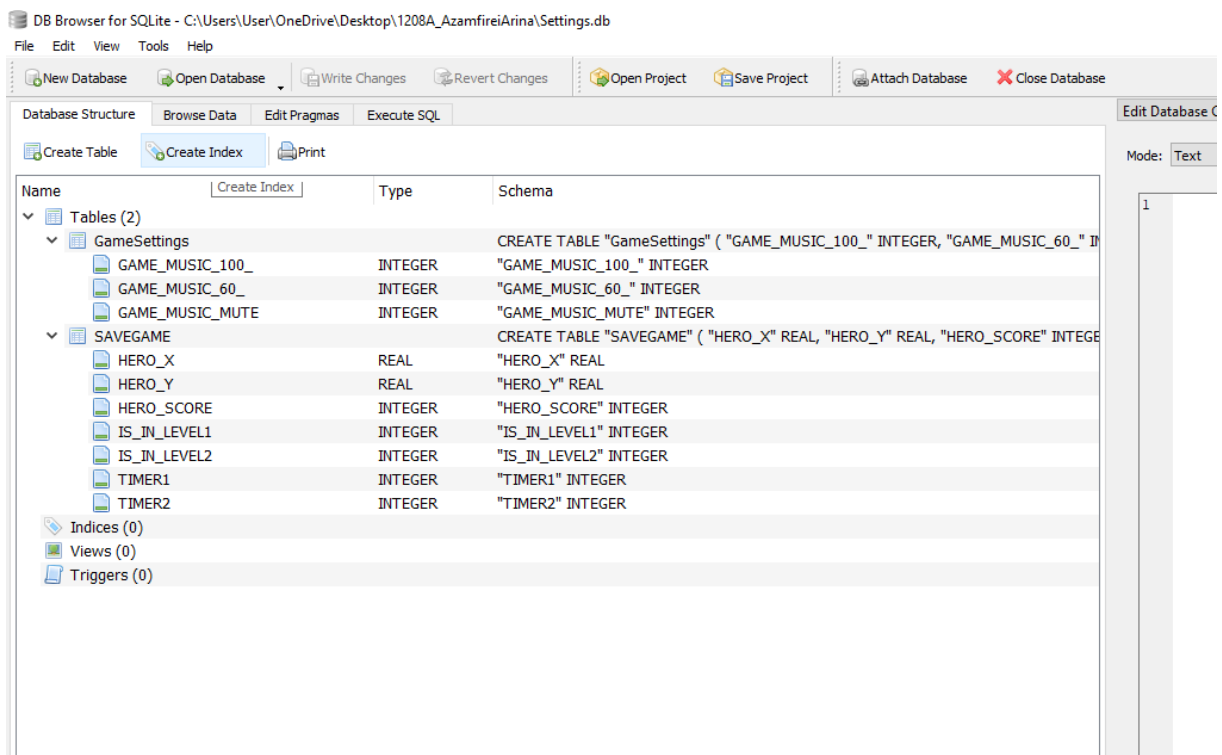 DB Browser for SQLite - C:\Users\User\OneDrive\Desktop\1208A_AzamfireiArina\Settings.db
File Edit View Tools Help
New Database Open Database Write Changes Revert Changes Open Project Save Project Attach Database Close Database
Database Structure Browse Data Edit Pragmas Execute SQL Edit Database C
Create Table Create Index Print Mode: Text
Name Create Index Type Schema 1
Tables (2)
GameSettings CREATE TABLE "GameSettings" ( "GAME_MUSIC_100_" INTEGER, "GAME_MUSIC_60_" IN
GAME_MUSIC_100_ INTEGER "GAME_MUSIC_100_" INTEGER
GAME_MUSIC_60_ INTEGER "GAME_MUSIC_60_" INTEGER
GAME_MUSIC_MUTE INTEGER "GAME_MUSIC_MUTE" INTEGER
SAVEGAME CREATE TABLE "SAVEGAME" ( "HERO_X" REAL, "HERO_Y" REAL, "HERO_SCORE" INTEGE
HERO_X REAL "HERO_X" REAL
HERO_Y REAL "HERO_Y" REAL
HERO_SCORE INTEGER "HERO_SCORE" INTEGER
IS_IN_LEVEL1 INTEGER "IS_IN_LEVEL1" INTEGER
IS_IN_LEVEL2 INTEGER "IS_IN_LEVEL2" INTEGER
TIMER1 INTEGER "TIMER1" INTEGER
TIMER2 INTEGER "TIMER2" INTEGER
Indices (0)
Views (0)
Triggers (0)